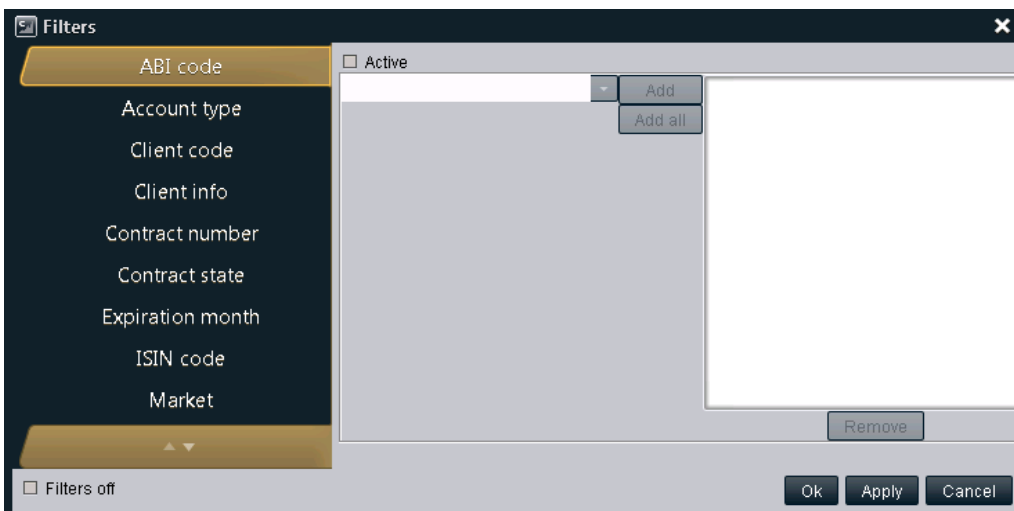 Filters
ABI code
Account type
Client code
Client info
Contract number
Contract state
Expiration month
ISIN code
Market
Active
Add
Add all
Remove
Filters off
Ok Apply Cancel